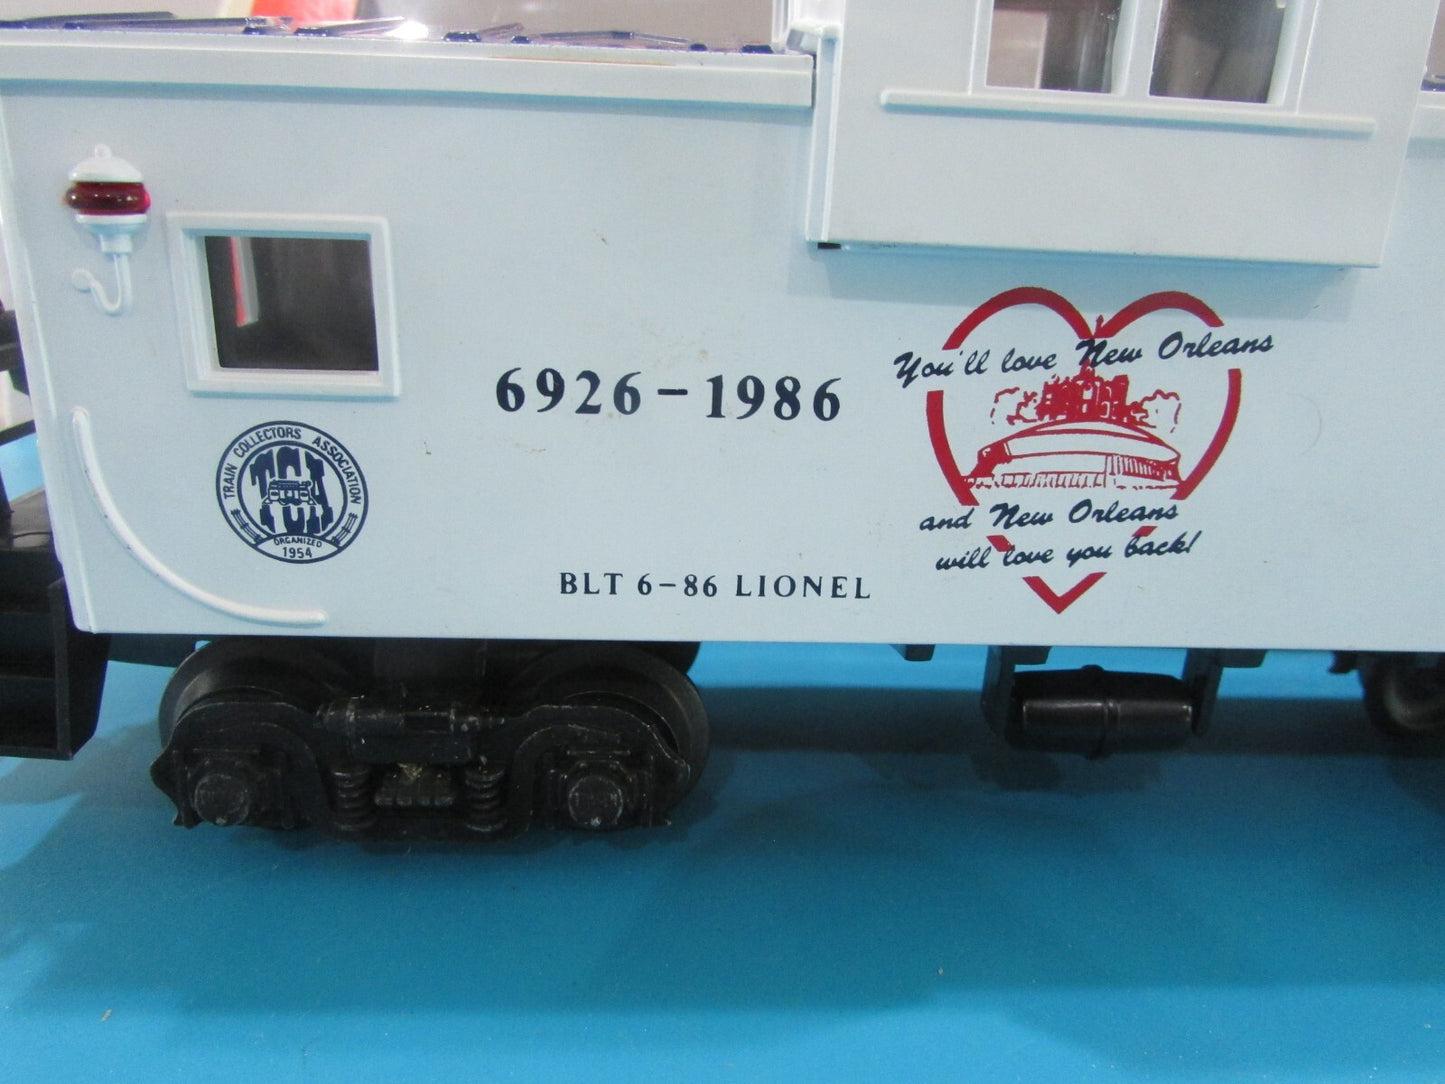 6926-1986
TRAIN COLLECTORS ASSOCIATION
TCA
ORGANIZED
1954
BLT 6-86 LIONEL
You'll love New Orleans
and New Orleans
will love you back!